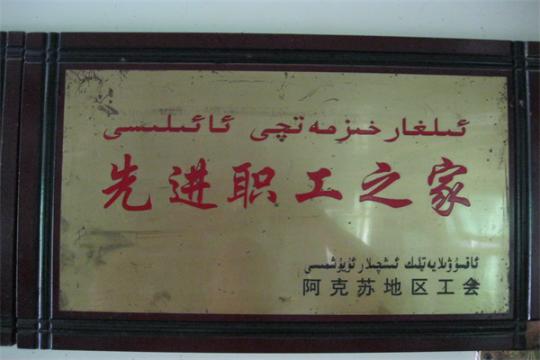 ئىلغار خىزمەتچى ئائىلىسى
先进职工之家
ئاقسۇ ۋىلايەتلىك ئىشچىلار ئۇيۇشمىسى
阿克苏地区工会